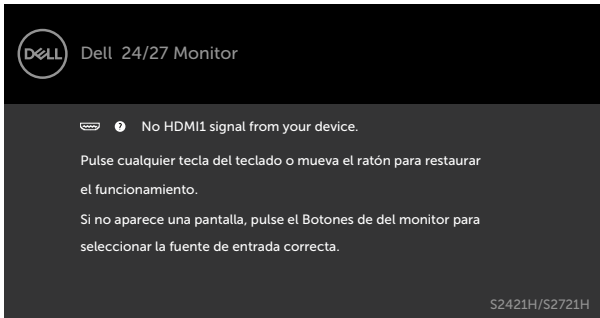 DELL
Dell 24/27 Monitor
? No HDMI1 signal from your device.
Pulse cualquier tecla del teclado o mueva el ratón para restaurar
el funcionamiento.
Si no aparece una pantalla, pulse el Botones de del monitor para
seleccionar la fuente de entrada correcta.
S2421H/S2721H